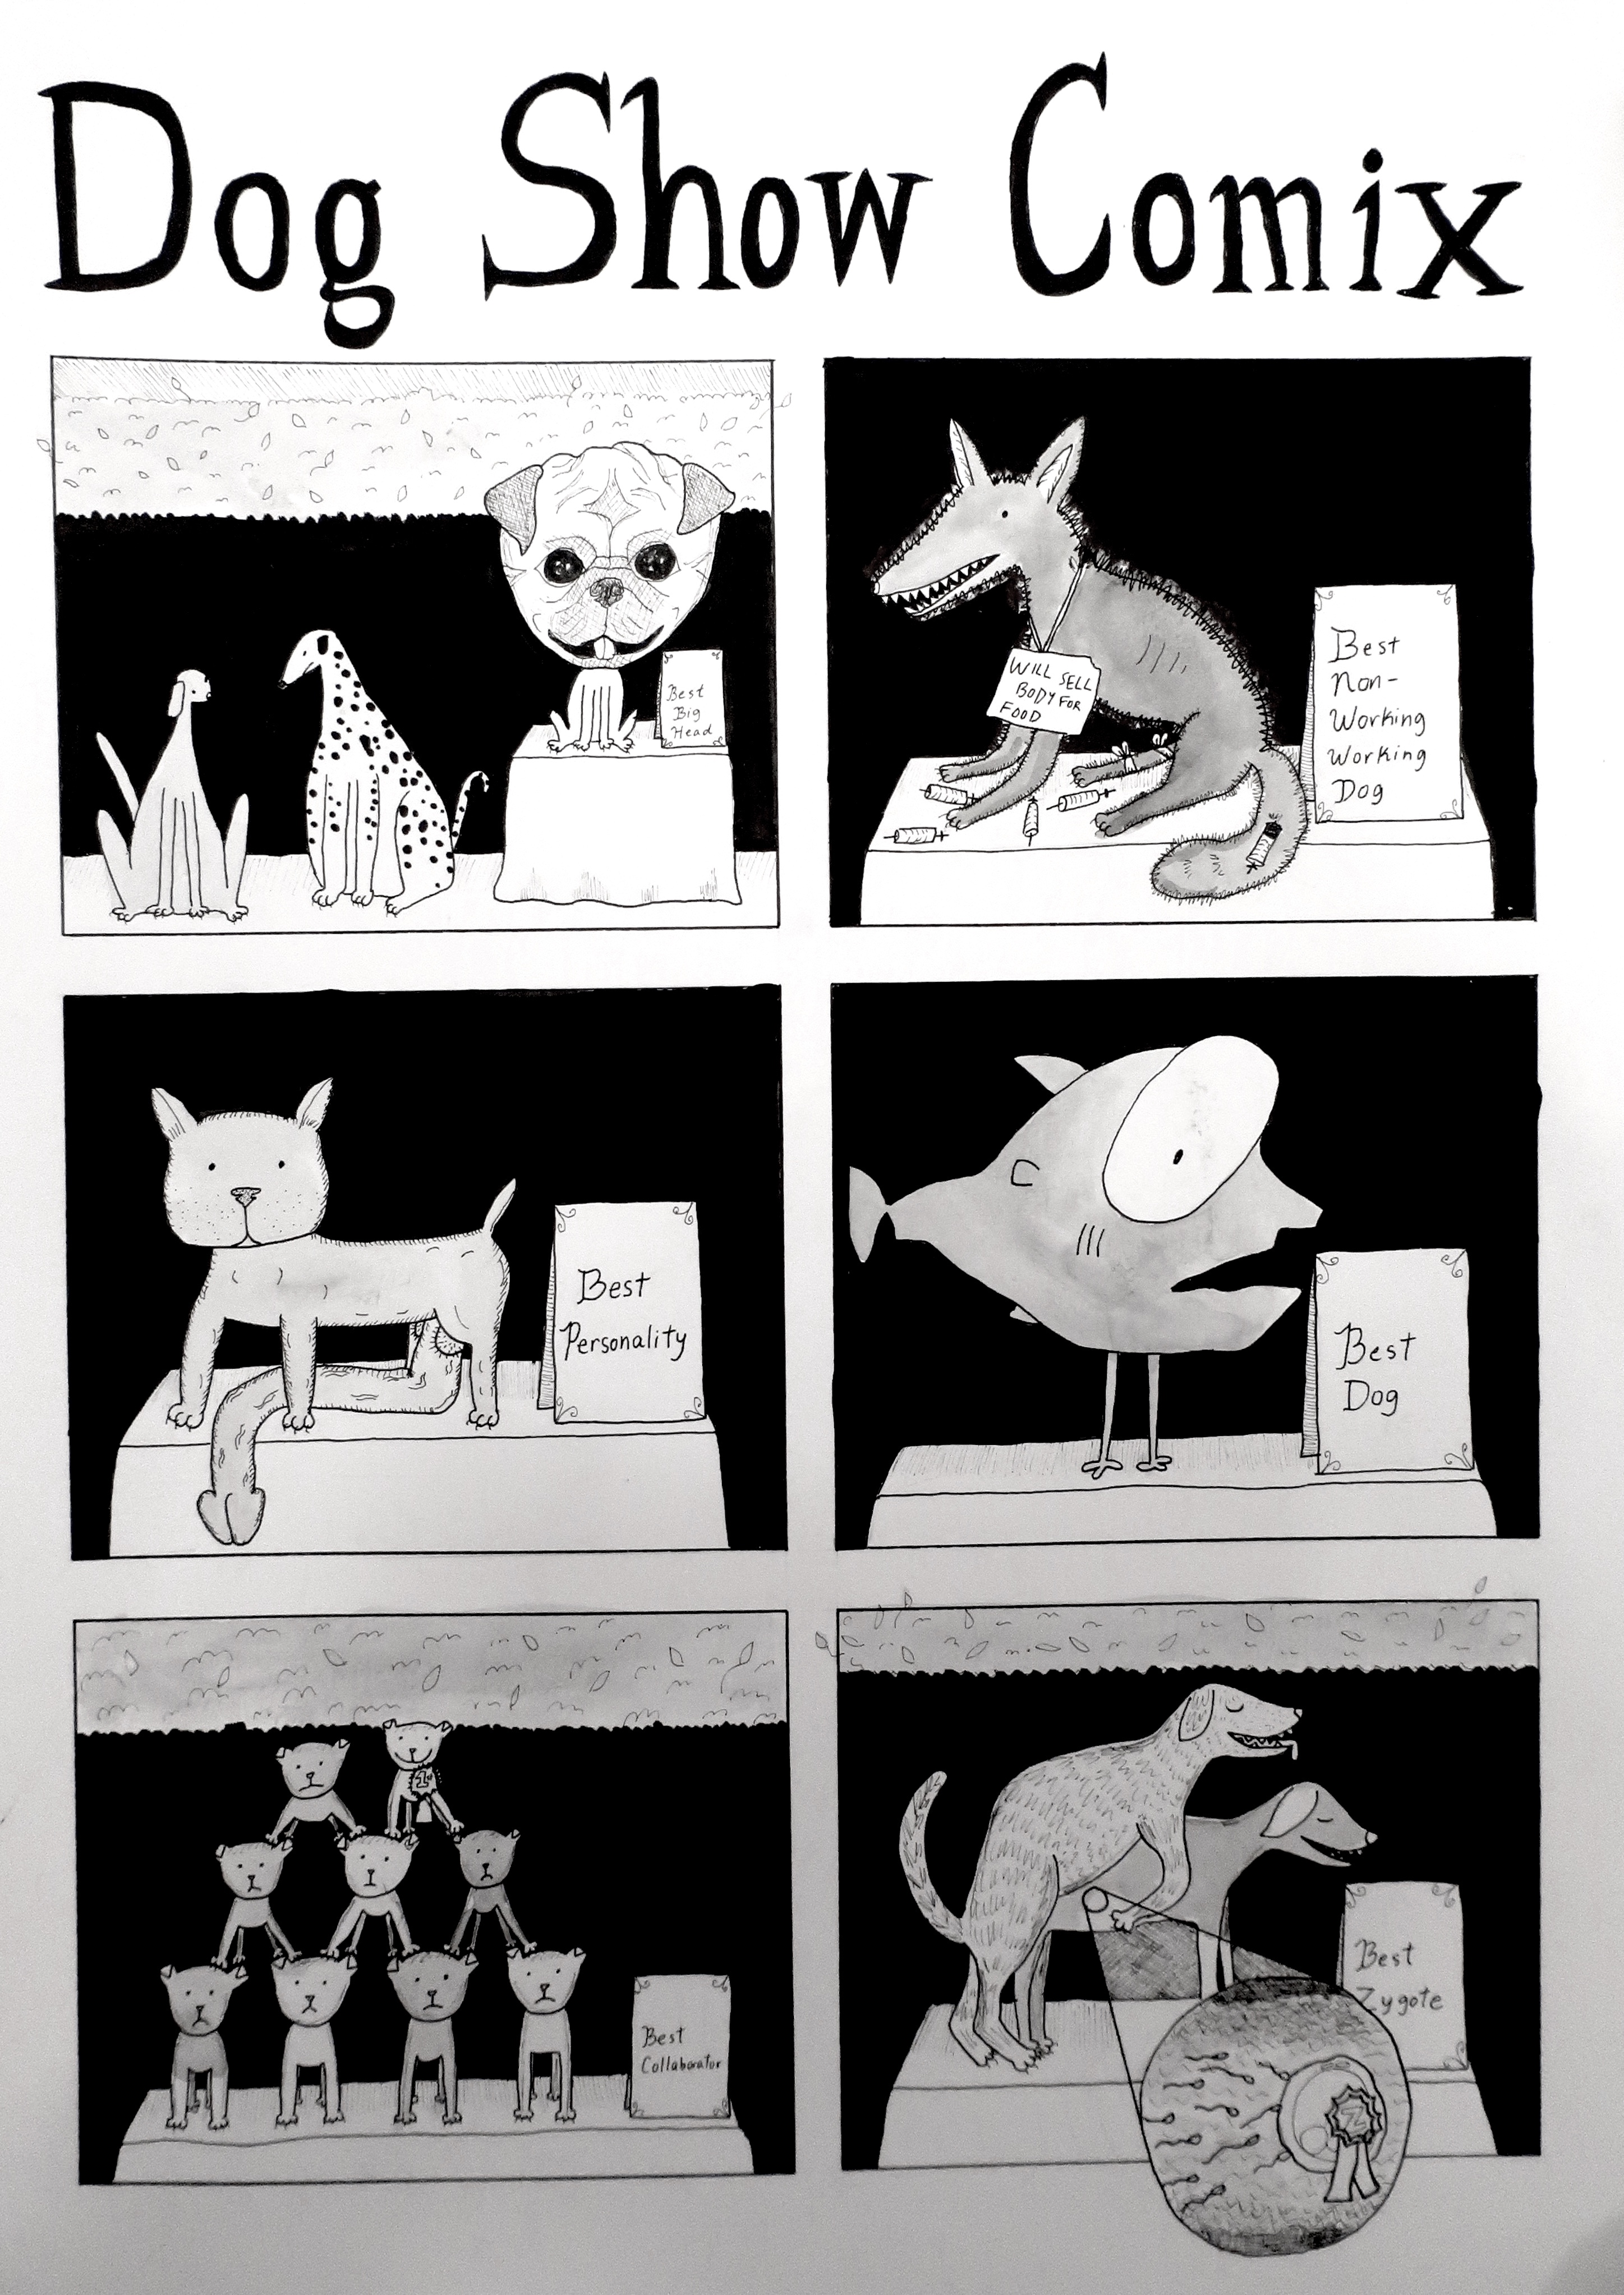 Dog Show Comix
Best
Big
Head
WILL SELL
BODY FOR
FOOD
Best
Non-
Working
Working
Dog
Best
Personality
Best
Dog
Best
Collaborator
Best
Zygote